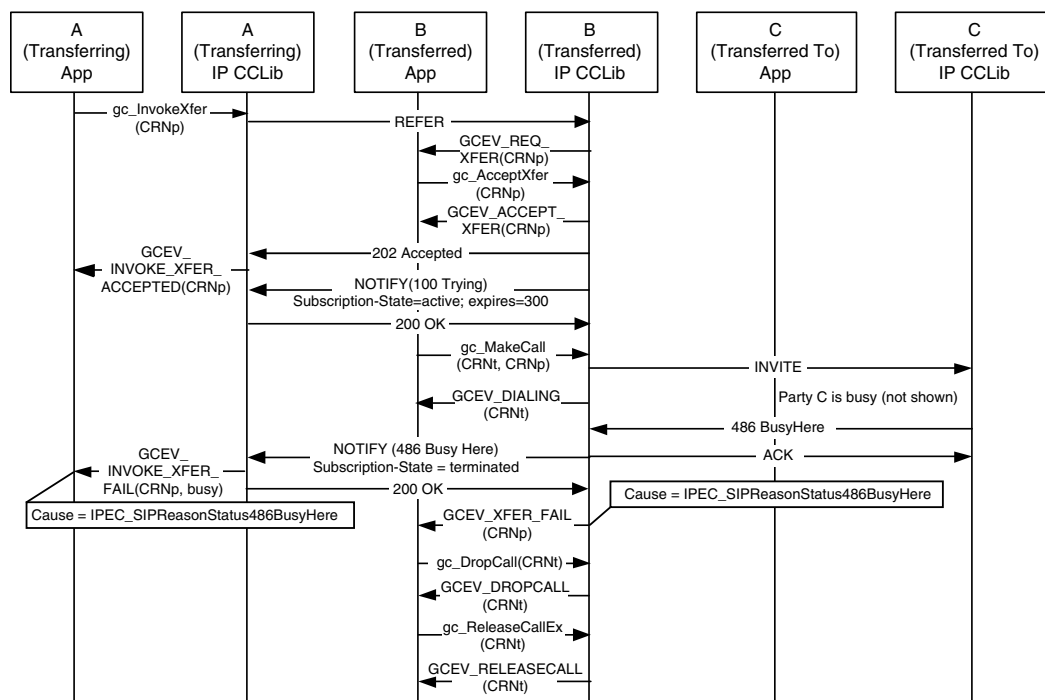 A
(Transferring)
App
A
(Transferring)
IP CCLib
B
(Transferred)
App
B
(Transferred)
IP CCLib
C
(Transferred To)
App
C
(Transferred To)
IP CCLib
gc_InvokeXfer
(CRNp)
REFER
GCEV_REQ_
XFER(CRNp)
gc_AcceptXfer
(CRNp)
GCEV_ACCEPT_
XFER(CRNp)
202 Accepted
GCEV_
INVOKE_XFER_
ACCEPTED(CRNp)
NOTIFY(100 Trying)
Subscription-State=active; expires=300
200 OK
gc_MakeCall
(CRNt, CRNp)
INVITE
GCEV_DIALING
(CRNt)
Party C is busy (not shown)
486 BusyHere
NOTIFY (486 Busy Here)
Subscription-State = terminated
ACK
GCEV_
INVOKE_XFER_
FAIL(CRNp, busy)
200 OK
Cause = IPEC_SIPReasonStatus486BusyHere
Cause = IPEC_SIPReasonStatus486BusyHere
GCEV_XFER_FAIL
(CRNp)
gc_DropCall(CRNt)
GCEV_DROPCALL
(CRNt)
gc_ReleaseCallEx
(CRNt)
GCEV_RELEASECALL
(CRNt)